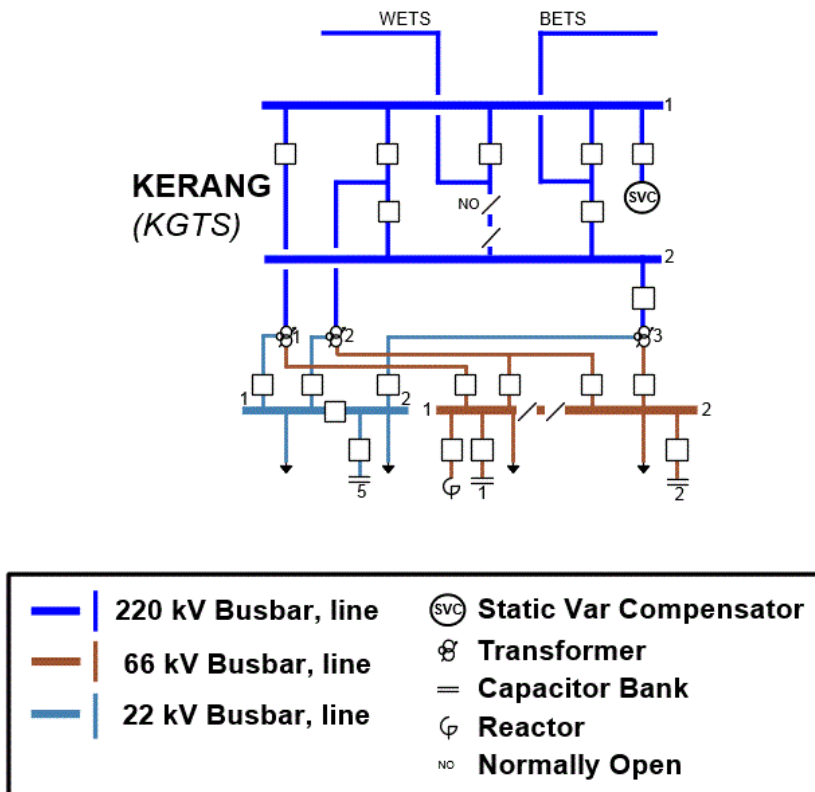 WETS
BETS
1
KERANG
(KGTS)
SVC
NO
2
1
2
3
1
2
1
2
5
1
2
220 kV Busbar, line
66 kV Busbar, line
22 kV Busbar, line
SVC Static Var Compensator
Transformer
Capacitor Bank
Reactor
NO Normally Open